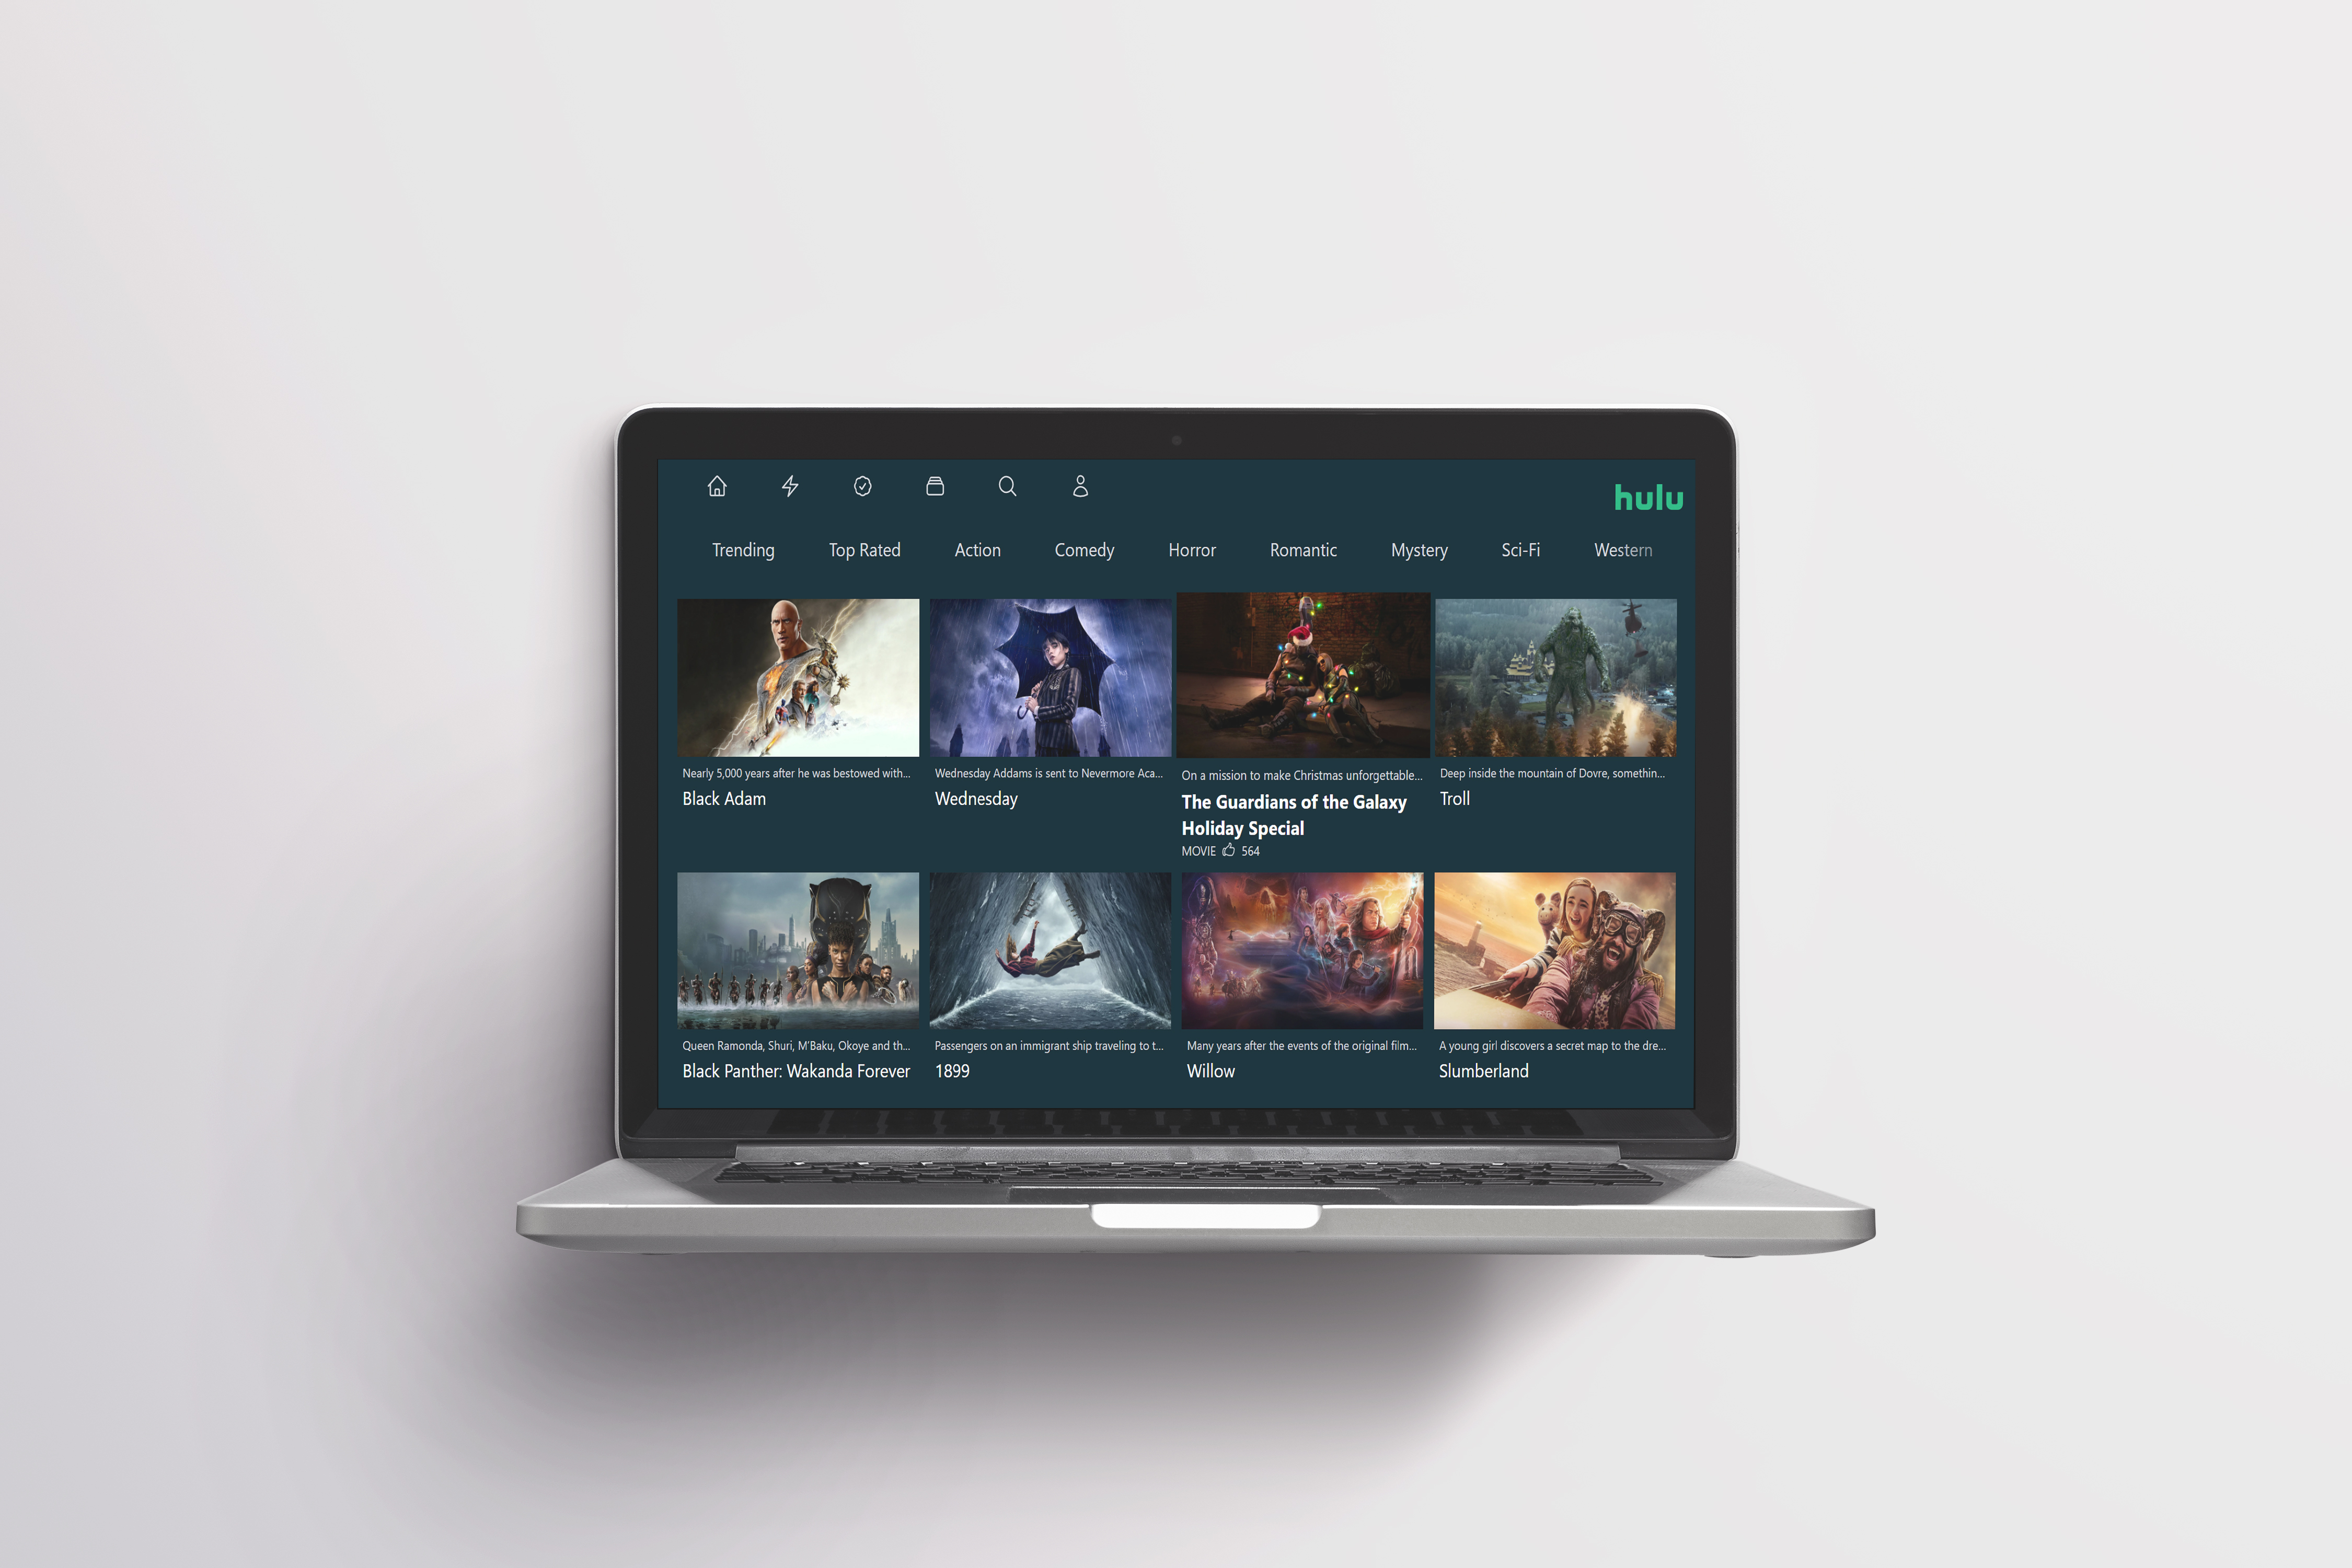 hulu
Trending Top Rated Action Comedy Horror Romantic Mystery Sci-Fi Western
Nearly 5,000 years after he was bestowed with...
Black Adam
Wednesday Addams is sent to Nevermore Aca...
Wednesday
On a mission to make Christmas unforgettable...
The Guardians of the Galaxy
Holiday Special
MOVIE 564
Deep inside the mountain of Dovre, somethin...
Troll
Queen Ramonda, Shuri, M'Baku, Okoye and th...
Black Panther: Wakanda Forever
Passengers on an immigrant ship traveling to t...
1899
Many years after the events of the original film...
Willow
A young girl discovers a secret map to the dre...
Slumberland